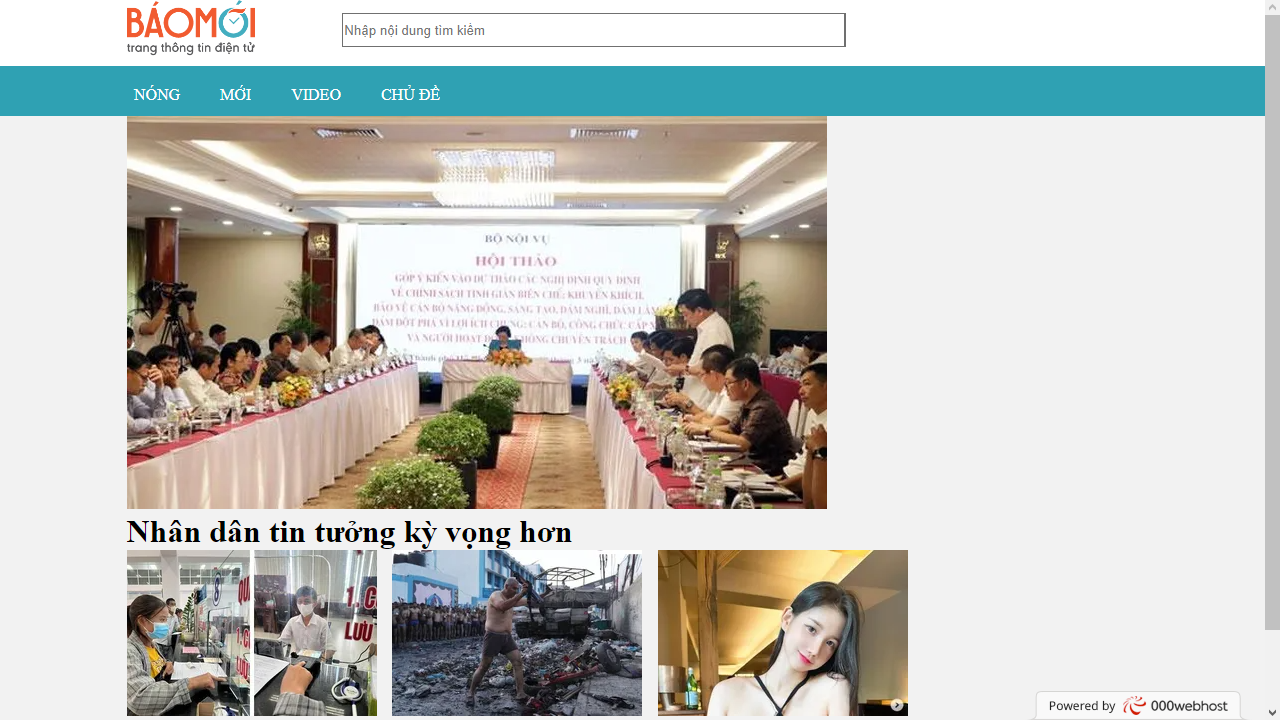 BÁOMỚI
trang thông tin điện tử
Nhập nội dung tìm kiếm
NÓNG MỚI VIDEO CHỦ ĐỀ
BỘ NỘI VỤ
HỘI THẢO
GÓP Ý KIẾN VÀO DỰ THẢO CÁC NGHỊ ĐỊNH QUY ĐỊNH
VỀ CHÍNH SÁCH TINH GIẢN BIÊN CHẾ; KHUYẾN KHÍCH,
BẢO VỆ CÁN BỘ NĂNG ĐỘNG, SÁNG TẠO, DÁM NGHĨ, DÁM LÀM
DÁM ĐỘT PHÁ VÌ LỢI ÍCH CHUNG; CÁN BỘ, CÔNG CHỨC CẤP
VÀ NGƯỜI HOẠT CHUYÊN TRÁCH
Nhân dân tin tưởng kỳ vọng hơn
LƯU
Powered by 000webhost